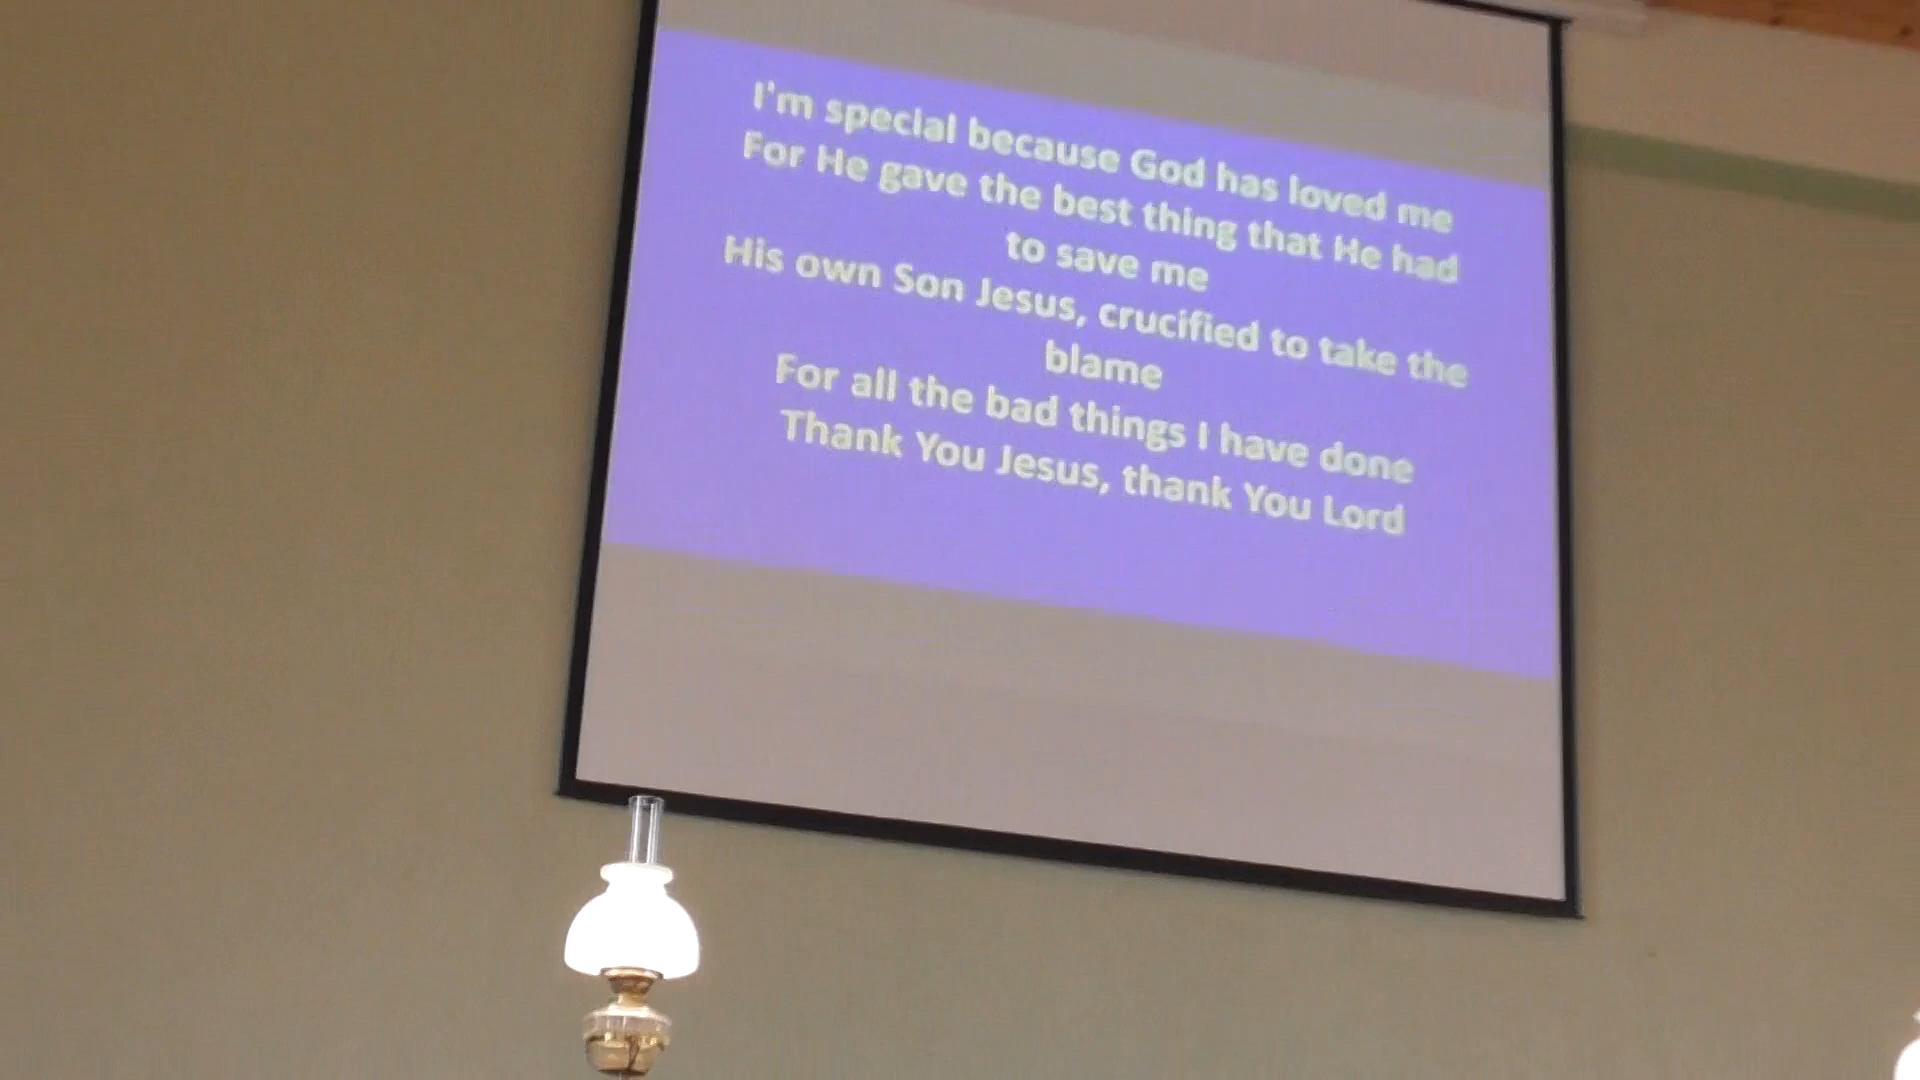 I'm special because God has loved me
For He gave the best thing that He had
to save me
His own Son Jesus, crucified to take the
blame
For all the bad things I have done
Thank You Jesus, thank You Lord